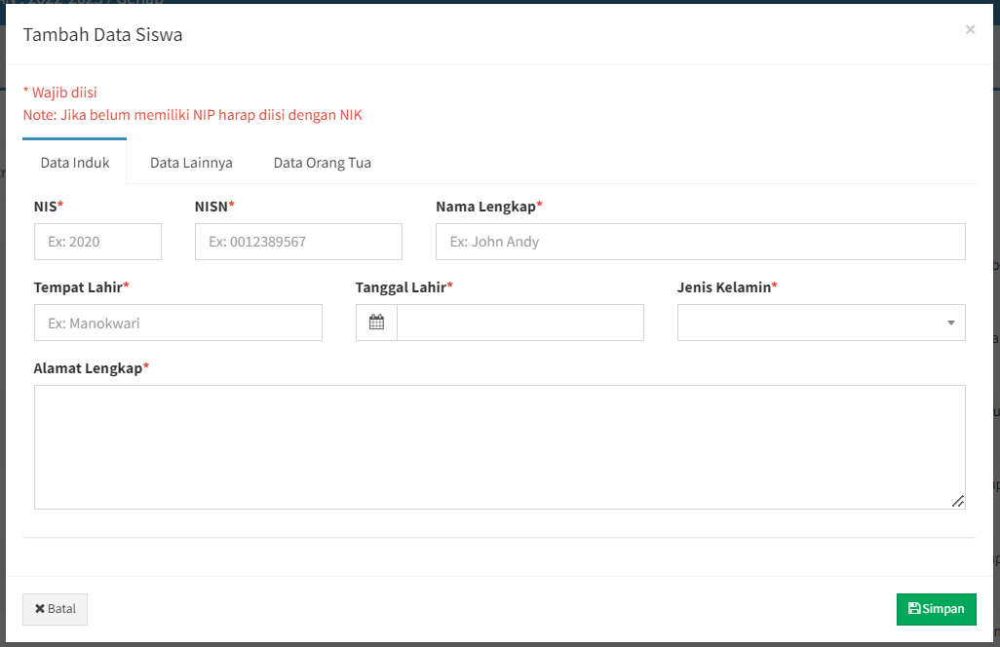 Tambah Data Siswa ×
* Wajib diisi
Note: Jika belum memiliki NIP harap diisi dengan NIK
Data Induk Data Lainnya Data Orang Tua
NIS* NISN* Nama Lengkap*
Ex: 2020 Ex: 0012389567 Ex: John Andy
Tempat Lahir* Tanggal Lahir* Jenis Kelamin*
Ex: Manokwari
Alamat Lengkap*
Batal Simpan